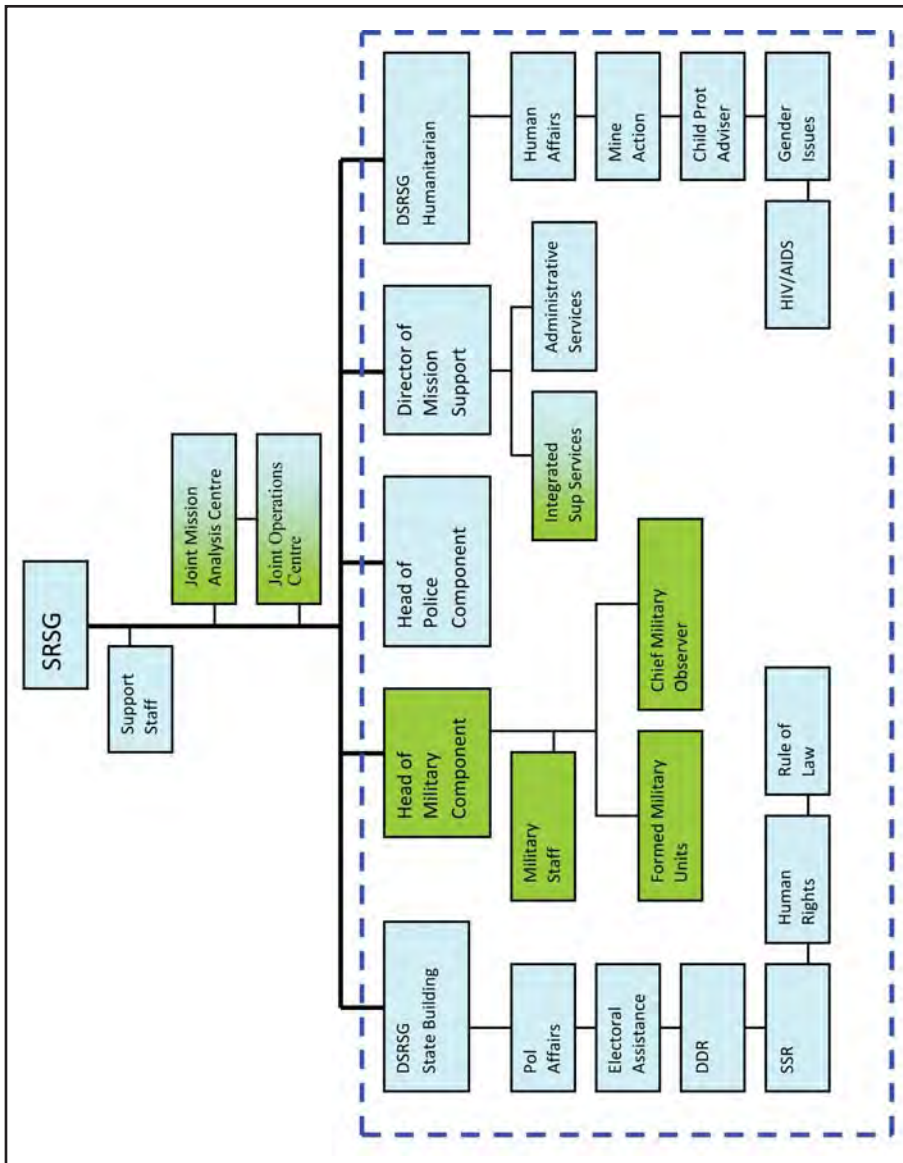 SRSG
Support
Staff
Joint Mission
Analysis Centre
Joint Operations
Centre
DSRSG
State Building
Head of
Military
Component
Head of
Police
Component
Director of
Mission
Support
DSRSG
Humanitarian
Pol
Affairs
Electoral
Assistance
DDR
SSR
Human
Rights
Rule of
Law
Military
Staff
Formed Military
Units
Chief Military
Observer
Integrated
Sup Services
Administrative
Services
Human
Affairs
Mine
Action
Child Prot
Adviser
Gender
Issues
HIV/AIDS